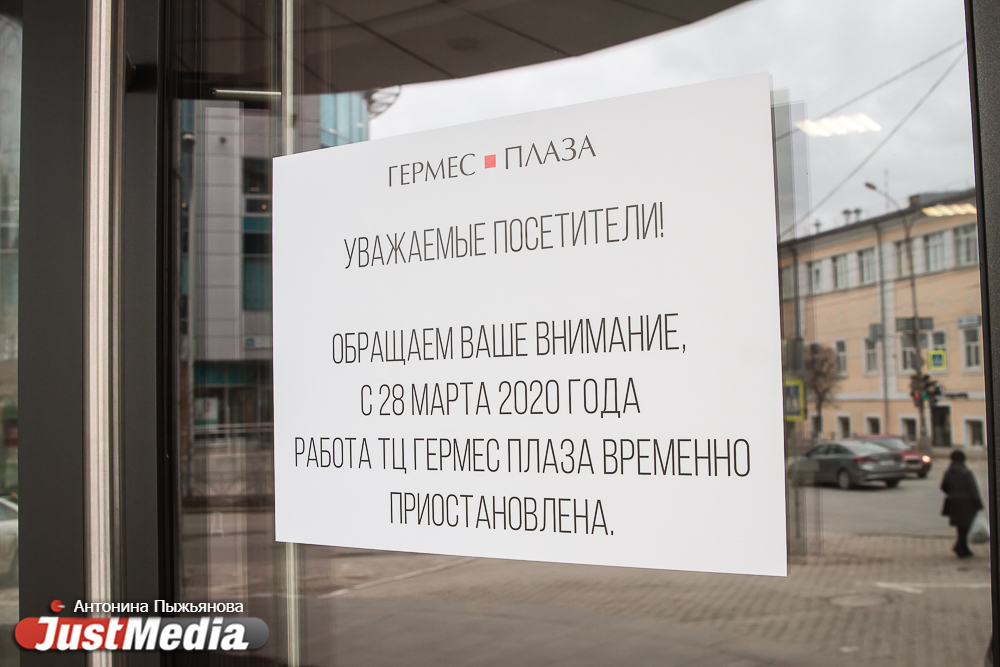 ГЕРМЕС ПЛАЗА
УВАЖАЕМЫЕ ПОСЕТИТЕЛИ!
ОБРАЩАЕМ ВАШЕ ВНИМАНИЕ,
С 28 МАРТА 2020 ГОДА
РАБОТА ТЦ ГЕРМЕС ПЛАЗА ВРЕМЕННО
ПРИОСТАНОВЛЕНА.
Антонина Пыжьянова
JustMedia